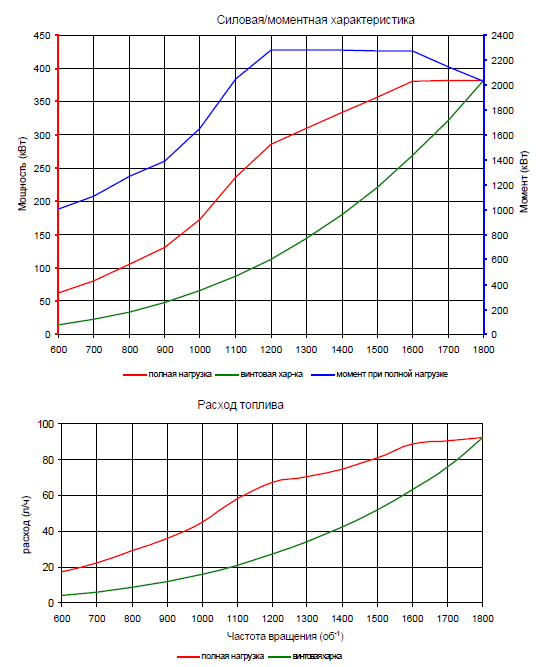 Силовая/моментная характеристика
Мощность (кВт)
450
400
350
300
250
200
150
100
50
0
2400
2200
2000
1800
1600
1400
1200
1000
800
600
400
200
0
Момент (кВт)
600 700 800 900 1000 1100 1200 1300 1400 1500 1600 1700 1800
полная нагрузка винтовая хар-ка момент при полной нагрузке
Расход топлива
расход (л/ч)
100
80
60
40
20
0
600 700 800 900 1000 1100 1200 1300 1400 1500 1600 1700 1800
Частота вращения (об⁻¹)
полная нагрузка винтовая хар-ка